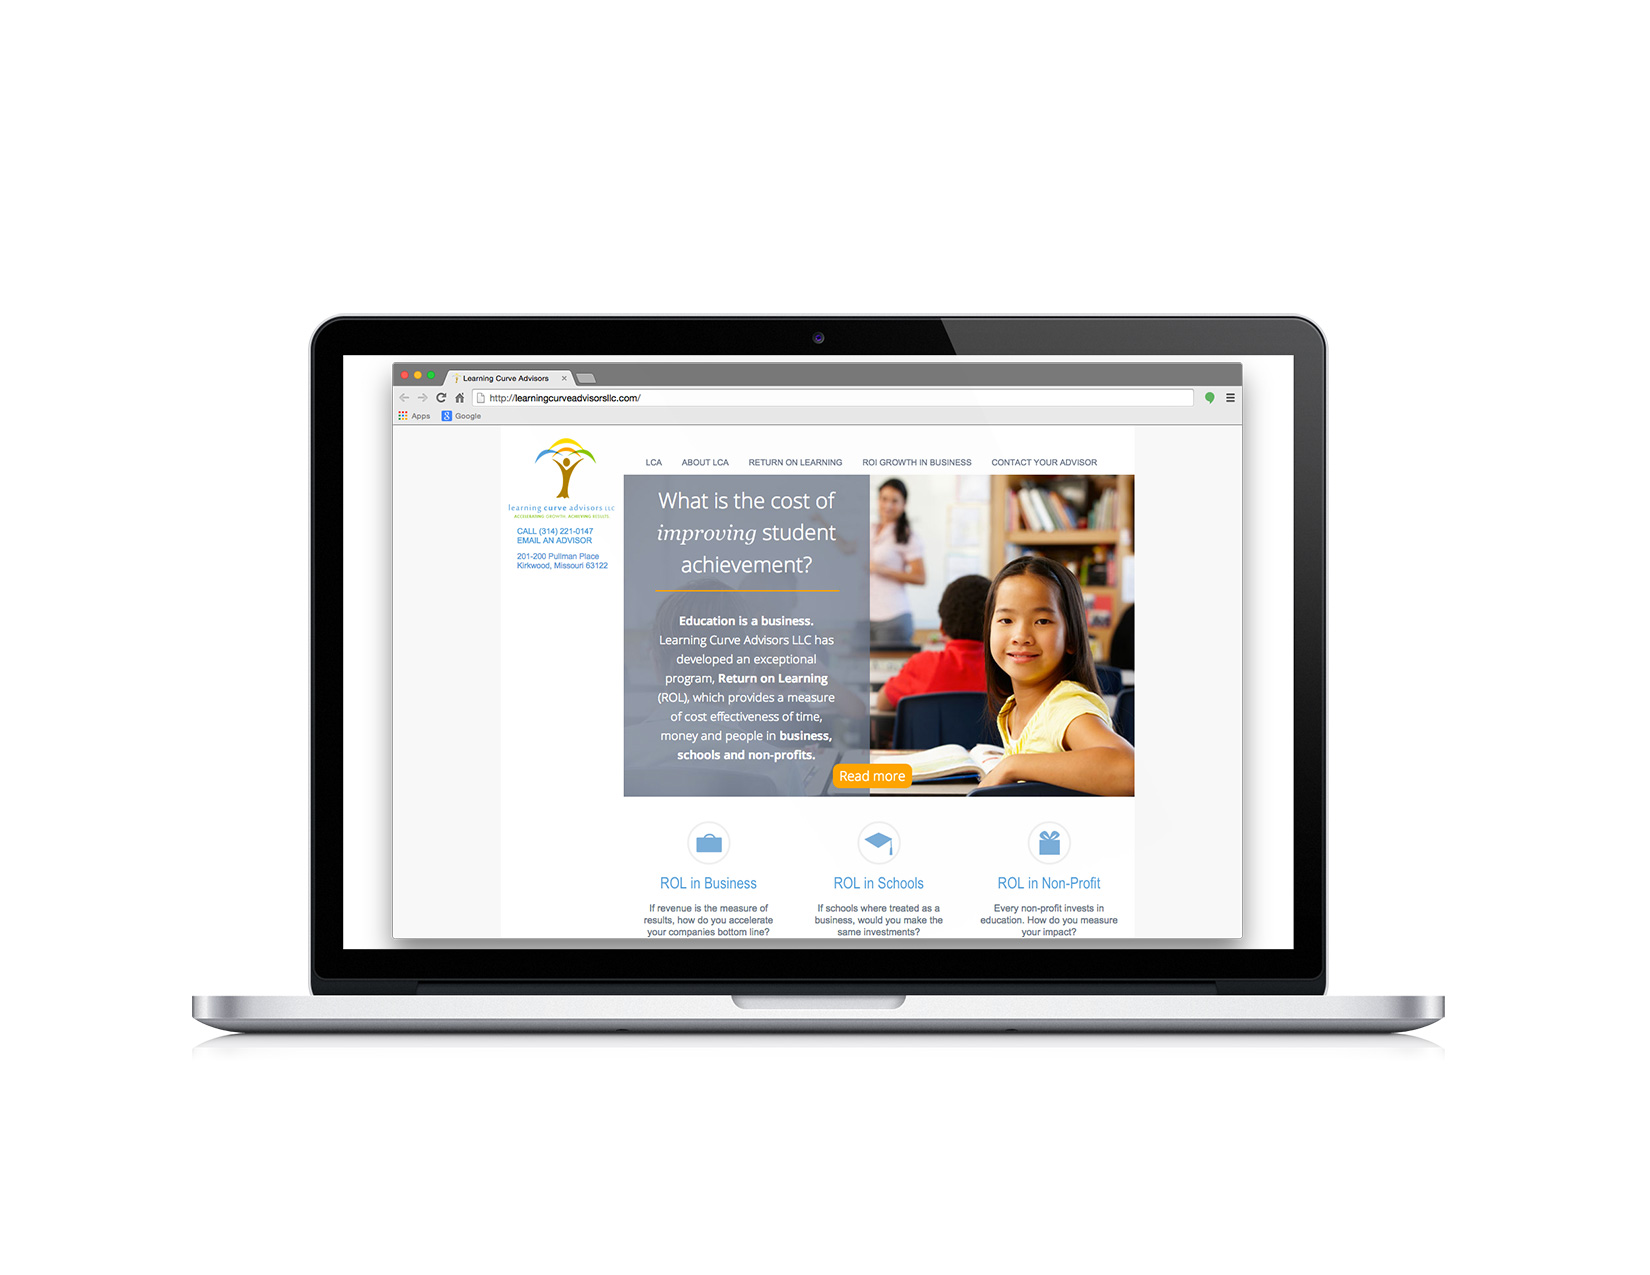 Learning Curve Advisors
http://learningcurveadvisorsllc.com/
Apps Google
LCA ABOUT LCA RETURN ON LEARNING ROI GROWTH IN BUSINESS CONTACT YOUR ADVISOR
learning curve advisors LLC
ACCELERATING GROWTH. ACHIEVING RESULTS.
CALL (314) 221-0147
EMAIL AN ADVISOR
201-200 Pullman Place
Kirkwood, Missouri 63122
What is the cost of
improving student
achievement?
Education is a business.
Learning Curve Advisors LLC has
developed an exceptional
program, Return on Learning
(ROL), which provides a measure
of cost effectiveness of time,
money and people in business,
schools and non-profits.
Read more
ROL in Business
If revenue is the measure of
results, how do you accelerate
your companies bottom line?
ROL in Schools
If schools where treated as a
business, would you make the
same investments?
ROL in Non-Profit
Every non-profit invests in
education. How do you measure
your impact?